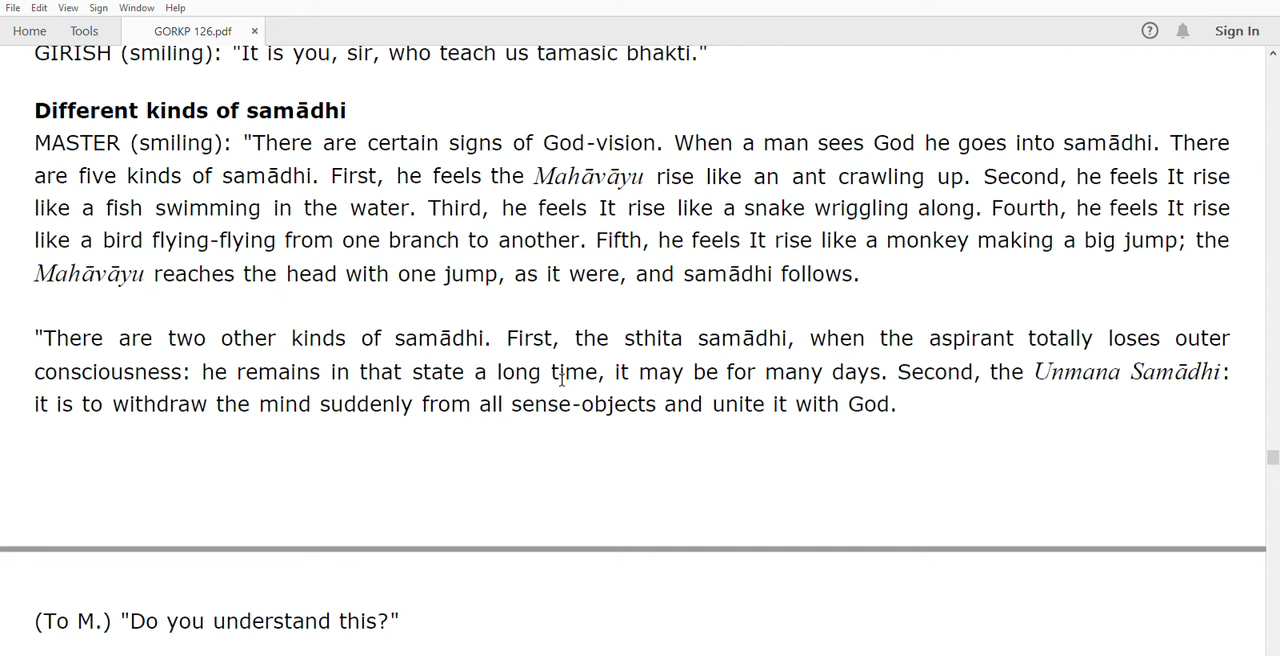 File Edit View Sign Window Help
Home Tools GORKP 126.pdf × ? Sign In
GIRISH (smiling): "It is you, sir, who teach us tamasic bhakti."
Different kinds of samādhi
MASTER (smiling): "There are certain signs of God-vision. When a man sees God he goes into samādhi. There
are five kinds of samādhi. First, he feels the Mahāvāyu rise like an ant crawling up. Second, he feels It rise
like a fish swimming in the water. Third, he feels It rise like a snake wriggling along. Fourth, he feels It rise
like a bird flying-flying from one branch to another. Fifth, he feels It rise like a monkey making a big jump; the
Mahāvāyu reaches the head with one jump, as it were, and samādhi follows.
"There are two other kinds of samādhi. First, the sthita samādhi, when the aspirant totally loses outer
consciousness: he remains in that state a long time, it may be for many days. Second, the Unmana Samādhi:
it is to withdraw the mind suddenly from all sense-objects and unite it with God.
(To M.) "Do you understand this?"